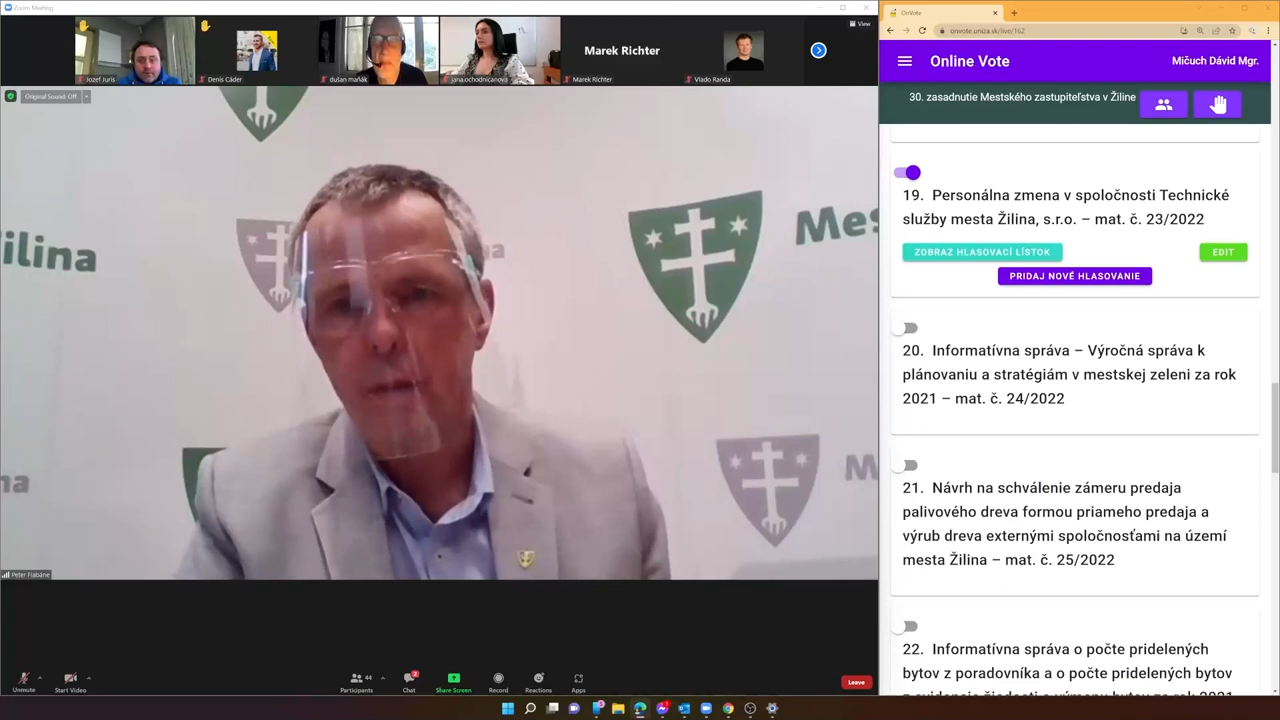 Zoom Meeting
View
Jozef Juriš
Denis Cáder
dušan maňák
jana.ochodnicanova
Marek Richter
Marek Richter
Vlado Randa
Original Sound: Off
Žilina
Mes
na
M
Peter Fiabáne
Unmute
Start Video
44
Participants
2
Chat
Share Screen
Record
Reactions
Apps
Leave
OnVote
onvote.uniza.sk/live/162
Online Vote
Mičuch Dávid Mgr.
30. zasadnutie Mestského zastupiteľstva v Žiline
19. Personálna zmena v spoločnosti Technické
služby mesta Žilina, s.r.o. – mat. č. 23/2022
ZOBRAZ HLASOVACÍ LÍSTOK
EDIT
PRIDAJ NOVÉ HLASOVANIE
20. Informatívna správa – Výročná správa k
plánovaniu a stratégiám v mestskej zeleni za rok
2021 – mat. č. 24/2022
21. Návrh na schválenie zámeru predaja
palivového dreva formou priameho predaja a
výrub dreva externými spoločnosťami na území
mesta Žilina – mat. č. 25/2022
22. Informatívna správa o počte pridelených
bytov z poradovníka a o počte pridelených bytov